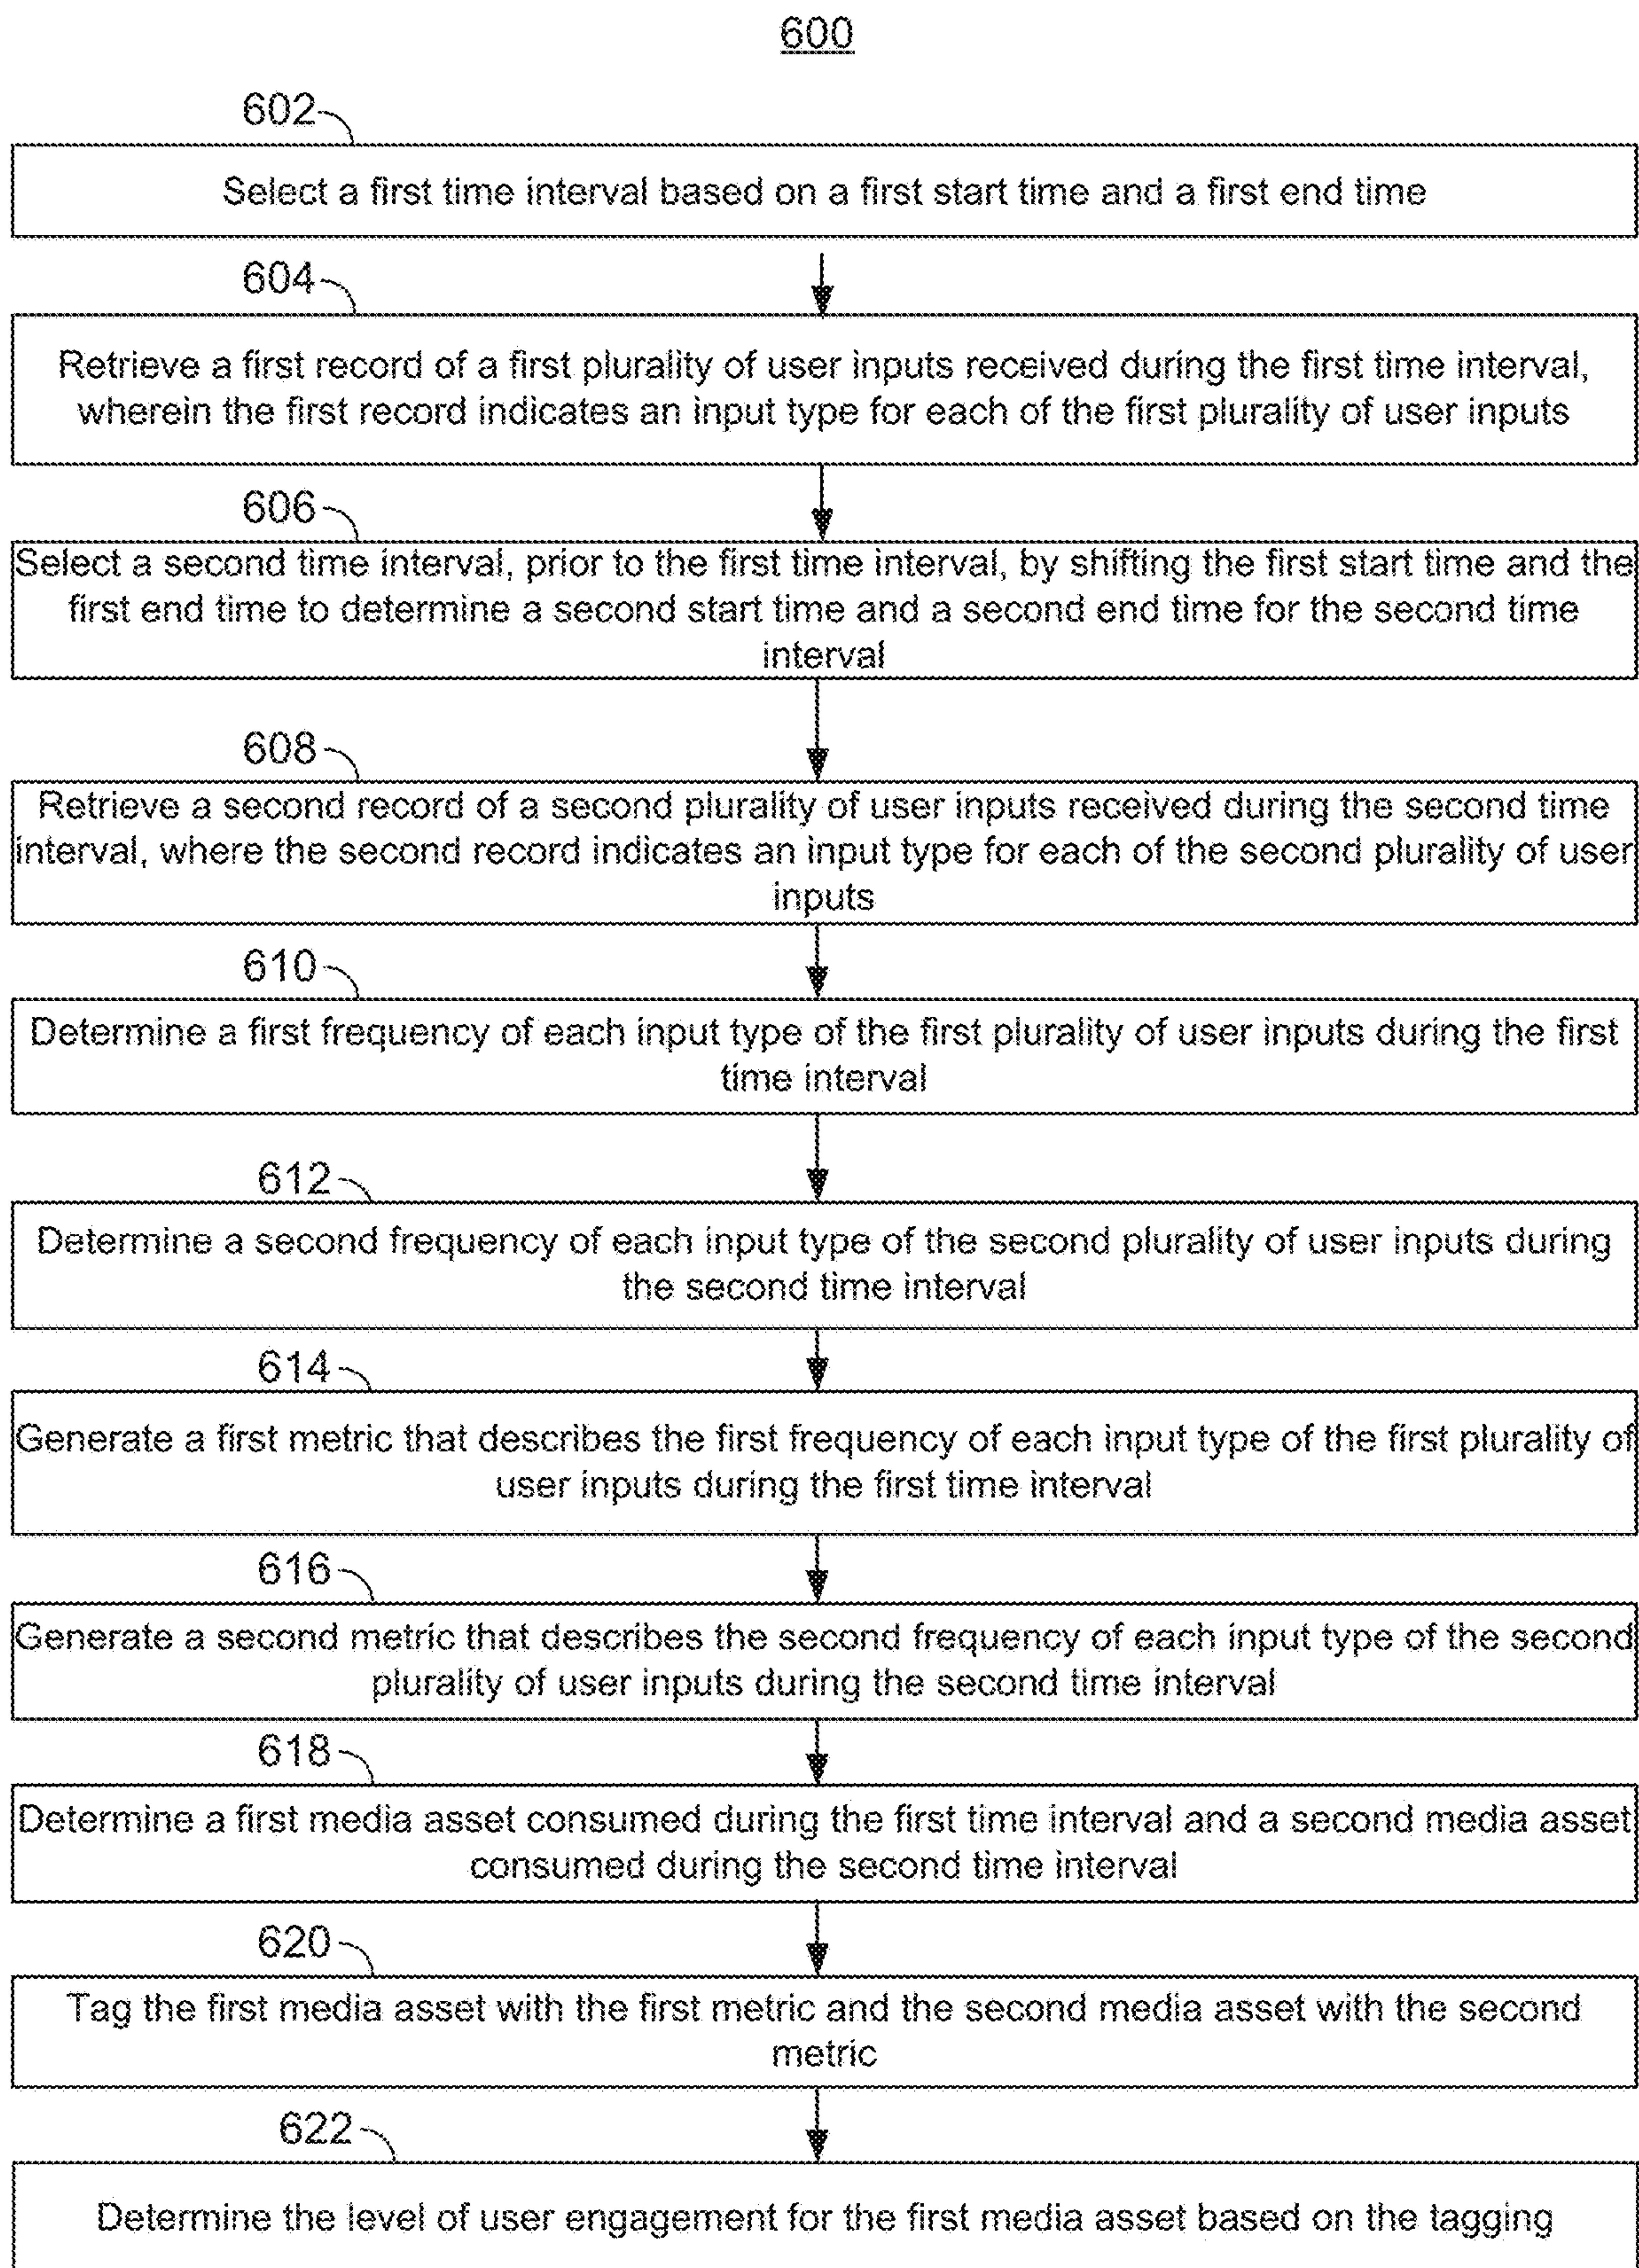 600
602
Select a first time interval based on a first start time and a first end time
604
Retrieve a first record of a first plurality of user inputs received during the first time interval,
wherein the first record indicates an input type for each of the first plurality of user inputs
606
Select a second time interval, prior to the first time interval, by shifting the first start time and the
first end time to determine a second start time and a second end time for the second time
interval
608
Retrieve a second record of a second plurality of user inputs received during the second time
interval, where the second record indicates an input type for each of the second plurality of user
inputs
610
Determine a first frequency of each input type of the first plurality of user inputs during the first
time interval
612
Determine a second frequency of each input type of the second plurality of user inputs during
the second time interval
614
Generate a first metric that describes the first frequency of each input type of the first plurality of
user inputs during the first time interval
616
Generate a second metric that describes the second frequency of each input type of the second
plurality of user inputs during the second time interval
618
Determine a first media asset consumed during the first time interval and a second media asset
consumed during the second time interval
620
Tag the first media asset with the first metric and the second media asset with the second
metric
622
Determine the level of user engagement for the first media asset based on the tagging